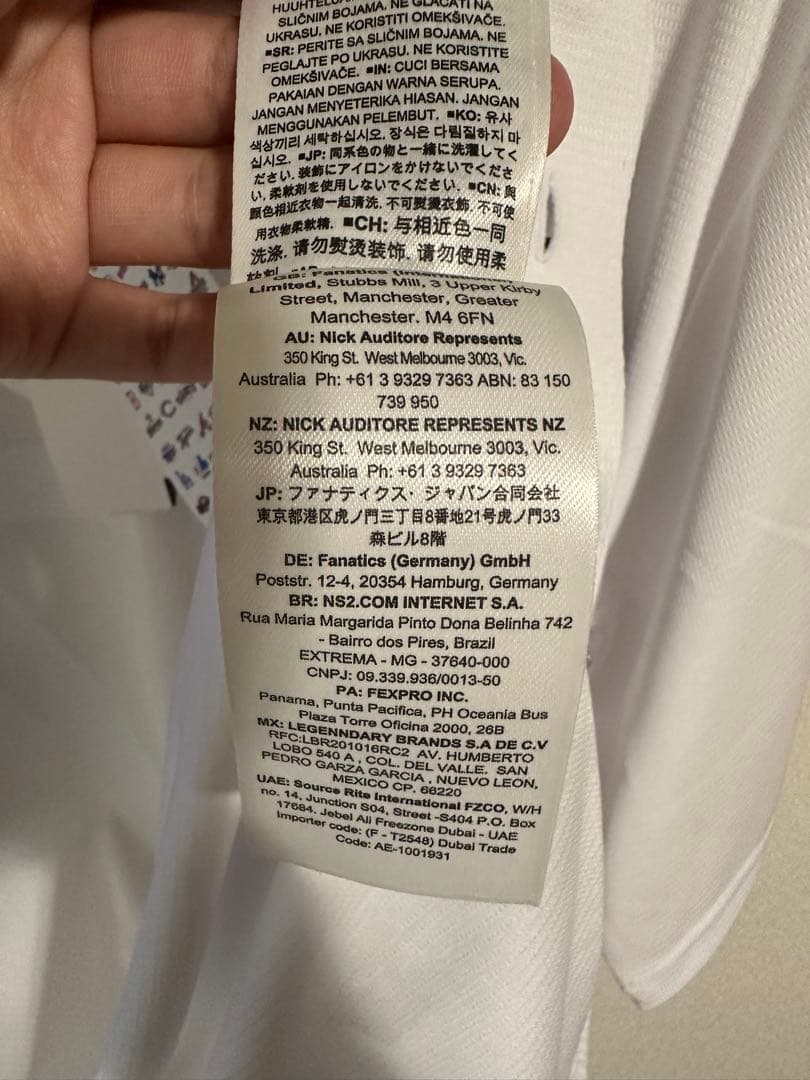 SLIČNIM BOJAMA. NE GLAČATI NA
UKRASU. NE KORISTITI OMEKŠIVAČE.
■SR: PERITE SA SLIČNIM BOJAMA. NE
PEGLAJTE PO UKRASU. NE KORISTITE
OMEKŠIVAČE. ■IN: CUCI BERSAMA
PAKAIAN DENGAN WARNA SERUPA.
JANGAN MENYETERIKA HIASAN. JANGAN
MENGGUNAKAN PELEMBUT. ■KO: 유사
색상끼리 세탁하십시오. 장식은 다림질하지 마
십시오. ■JP: 同系色の物と一緒に洗濯してく
ださい. 装飾にアイロンをかけないでくださ
い. 柔軟剤を使用しないでください. ■CN: 與
顏色相近衣物一起清洗. 不可熨燙衣飾. 不可使
用衣物柔軟精. ■CH: 与相近色一同
洗涤. 请勿熨烫装饰. 请勿使用柔
GB: Fanatics (International)
Limited, Stubbs Mill, 3 Upper Kirby
Street, Manchester, Greater
Manchester. M4 6FN
AU: Nick Auditore Represents
350 King St. West Melbourne 3003, Vic.
Australia Ph: +61 3 9329 7363 ABN: 83 150
739 950
NZ: NICK AUDITORE REPRESENTS NZ
350 King St. West Melbourne 3003, Vic.
Australia Ph: +61 3 9329 7363
JP: ファナティクス・ジャパン合同会社
東京都港区虎ノ門三丁目8番地21号虎ノ門33
森ビル8階
DE: Fanatics (Germany) GmbH
Poststr. 12-4, 20354 Hamburg, Germany
BR: NS2.COM INTERNET S.A.
Rua Maria Margarida Pinto Dona Belinha 742
- Bairro dos Pires, Brazil
EXTREMA - MG - 37640-000
CNPJ: 09.339.936/0013-50
PA: FEXPRO INC.
Panama, Punta Pacifica, PH Oceania Bus
Plaza Torre Oficina 2000, 26B
MX: LEGENNDARY BRANDS S.A DE C.V
RFC:LBR201016RC2 AV. HUMBERTO
LOBO 540 A , COL. DEL VALLE. SAN
PEDRO GARZA GARCIA , NUEVO LEON,
MEXICO CP. 66220
UAE: Source Rite International FZCO, W/H
no. 14, Junction S04, Street -S404 P.O. Box
17684. Jebel Ali Freezone Dubai - UAE
Importer code: (F - T2548) Dubai Trade
Code: AE-1001931